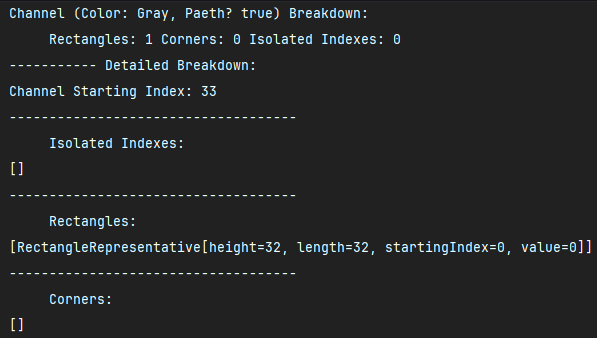 Channel (Color: Gray, Paeth? true) Breakdown:
Rectangles: 1 Corners: 0 Isolated Indexes: 0
----------- Detailed Breakdown:
Channel Starting Index: 33
------------------------------------
Isolated Indexes:
[]
------------------------------------
Rectangles:
[RectangleRepresentative[height=32, length=32, startingIndex=0, value=0]]
------------------------------------
Corners:
[]